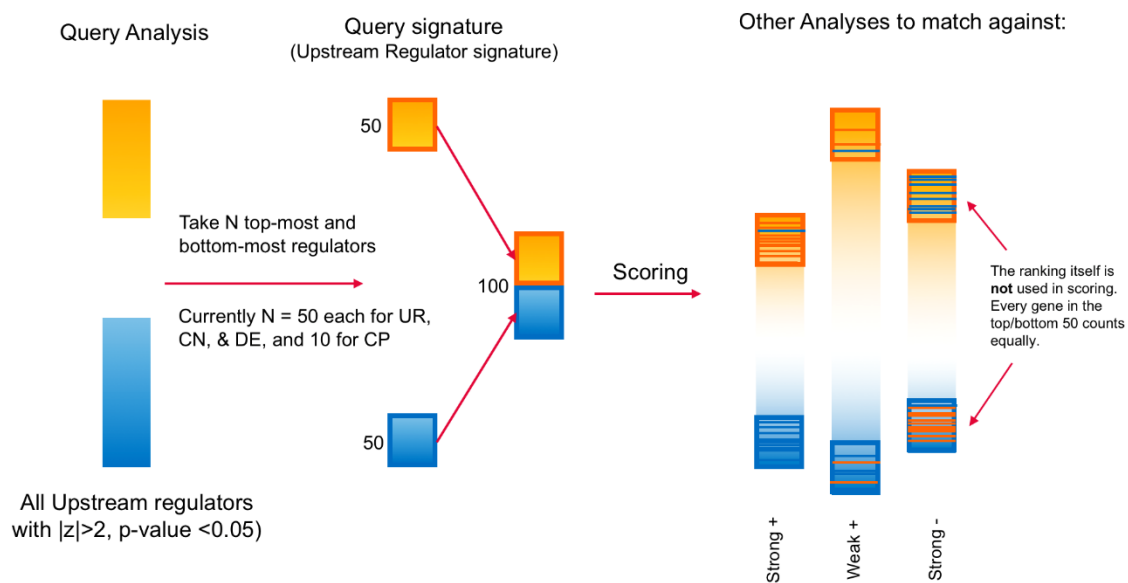 Query Analysis
Query signature
(Upstream Regulator signature)
Other Analyses to match against:
50
Take N top-most and
bottom-most regulators
100
Scoring
Currently N = 50 each for UR,
CN, & DE, and 10 for CP
The ranking itself is
not used in scoring.
Every gene in the
top/bottom 50 counts
equally.
50
All Upstream regulators
with |z|>2, p-value <0.05)
Strong +
Weak +
Strong -